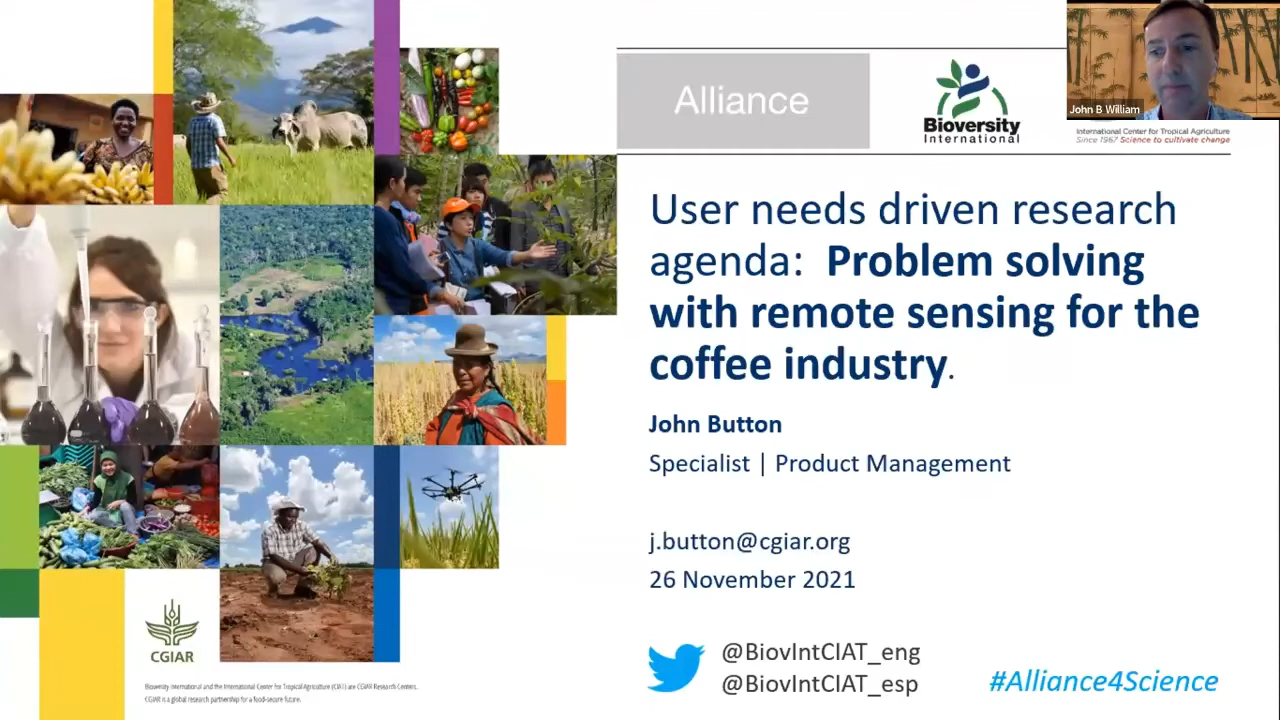 Alliance
Bioversity
International
John B William
International Center for Tropical Agriculture
Since 1967 Science to cultivate change
User needs driven research
agenda: Problem solving
with remote sensing for the
coffee industry.
John Button
Specialist | Product Management
j.button@cgiar.org
26 November 2021
@BiovIntCIAT_eng
@BiovIntCIAT_esp
#Alliance4Science
CGIAR
Bioversity International and the International Center for Tropical Agriculture (CIAT) are CGIAR Research Centers.
CGIAR is a global research partnership for a food-secure future.